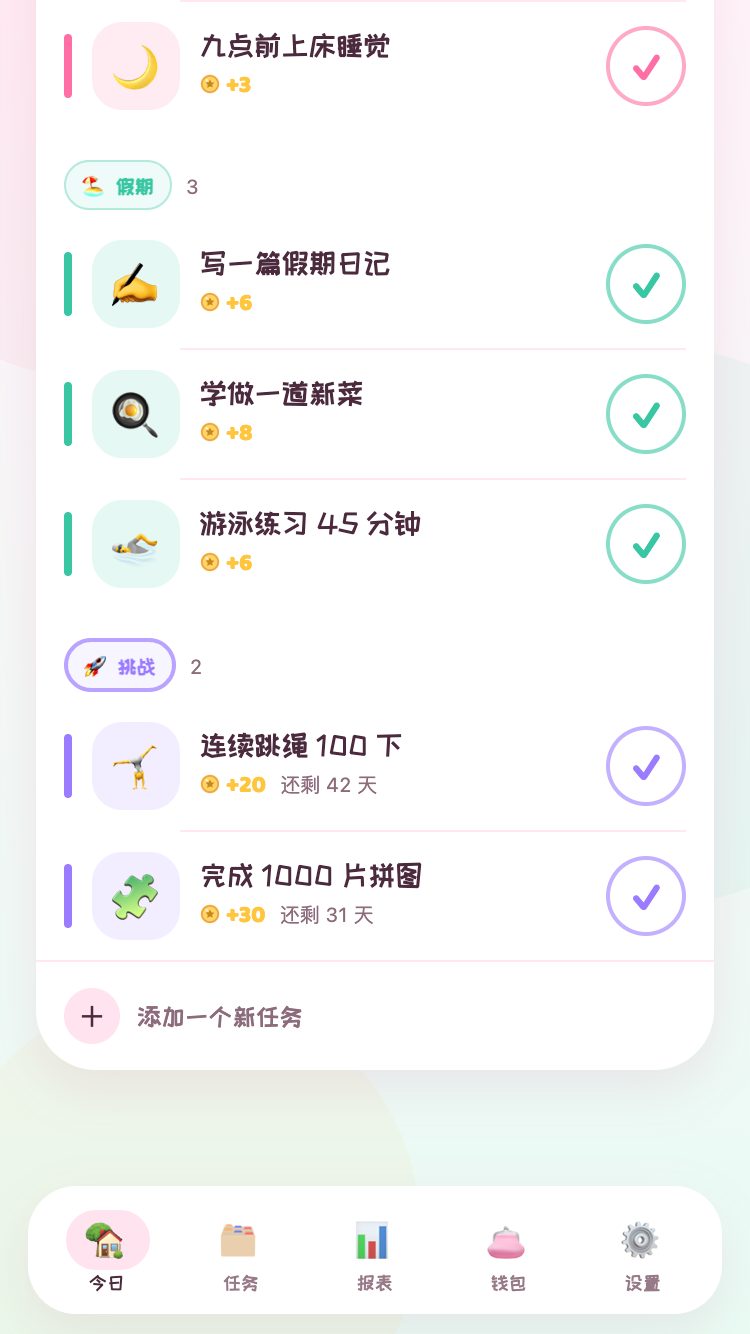 九点前上床睡觉
+3
假期 3
写一篇假期日记
+6
学做一道新菜
+8
游泳练习 45 分钟
+6
挑战 2
连续跳绳 100 下
+20 还剩 42 天
完成 1000 片拼图
+30 还剩 31 天
添加一个新任务
今日 任务 报表 钱包 设置